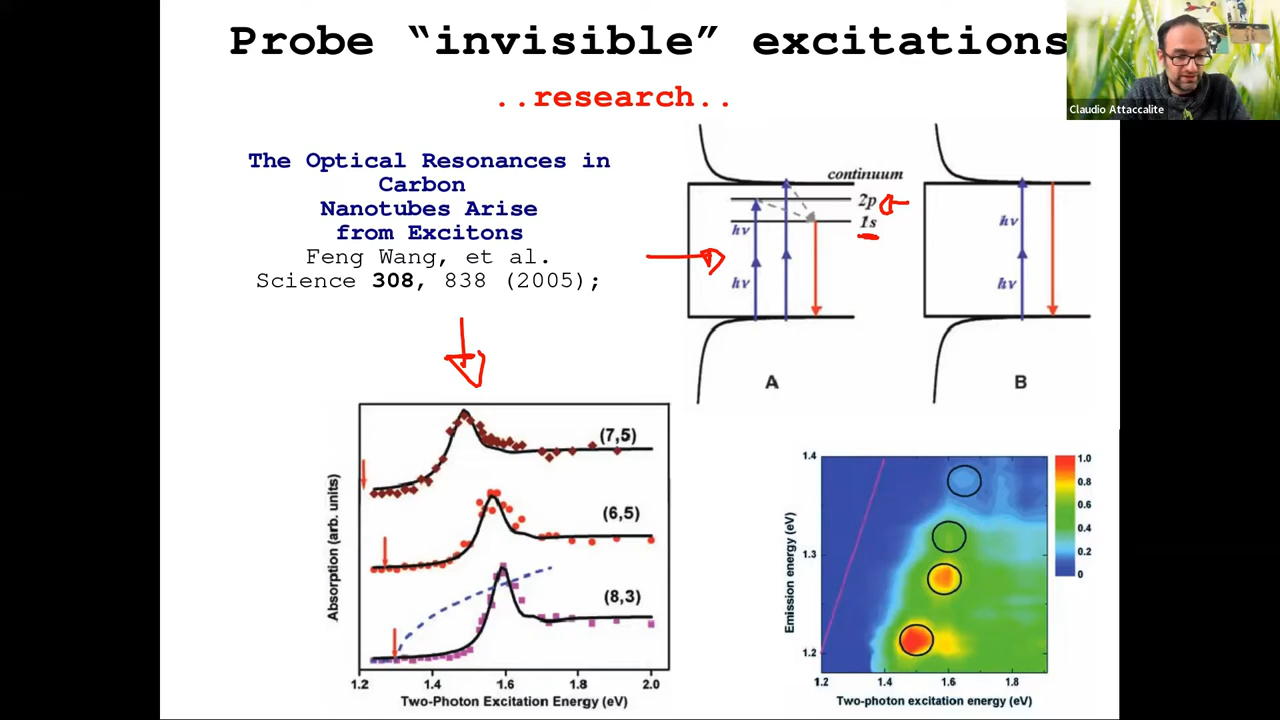 Probe “invisible” excitations
Claudio Attaccalite
..research..
The Optical Resonances in
Carbon
Nanotubes Arise
from Excitons
Feng Wang, et al.
Science 308, 838 (2005);
continuum
2p
1s
hν
hν
A
hν
hν
B
Absorption (arb. units)
(7,5)
(6,5)
(8,3)
1.2 1.4 1.6 1.8 2.0
Two-Photon Excitation Energy (eV)
Emission energy (eV)
1.4
1.3
1.2
1.2 1.4 1.6 1.8
Two-photon excitation energy (eV)
1.0
0.8
0.6
0.4
0.2
0